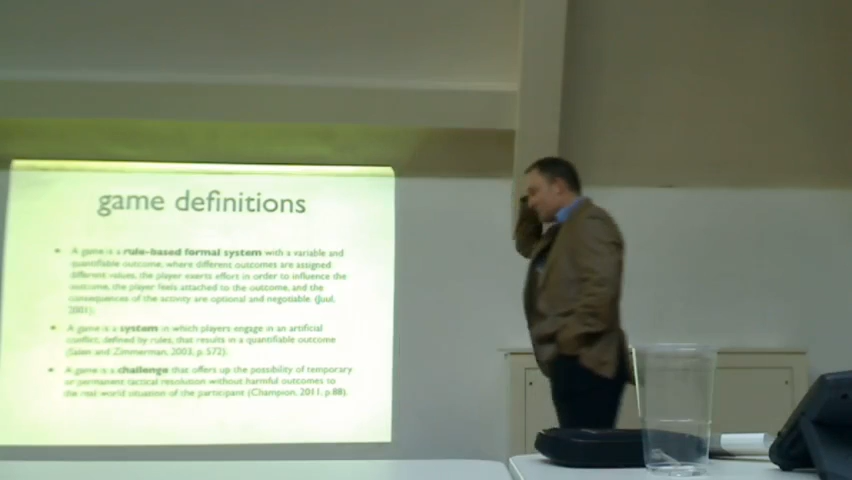 game definitions
• A game is a rule-based formal system with a variable and
quantifiable outcome, where different outcomes are assigned
different values, the player exerts effort in order to influence the
outcome, the player feels attached to the outcome, and the
consequences of the activity are optional and negotiable. (Juul,
• A game is a system in which players engage in an artificial
conflict, defined by rules, that results in a quantifiable outcome
(Salen and Zimmerman, 2003, p. 572).
• A game is a challenge that offers up the possibility of temporary
or permanent tactical resolution without harmful outcomes to
the real world situation of the participant (Champion, 2011, p.88).